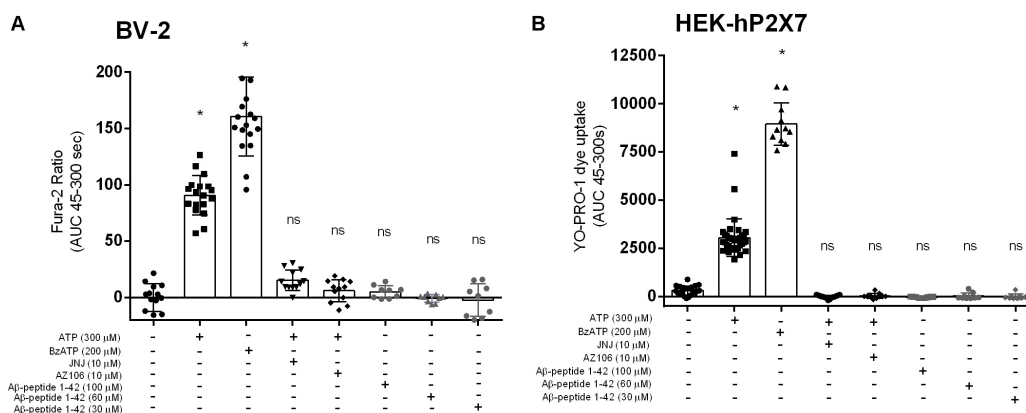 A
BV-2
Fura-2 Ratio
(AUC 45-300 sec)
200
150
100
50
0
*
*
ns
ns
ns
ns
ns
ATP (300 μM) - + - + + - - -
BzATP (200 μM) - - + - - - - -
JNJ (10 μM) - - - + - - - -
AZ106 (10 μM) - - - - + - - -
Aβ-peptide 1-42 (100 μM) - - - - - + - -
Aβ-peptide 1-42 (60 μM) - - - - - - + -
Aβ-peptide 1-42 (30 μM) - - - - - - - +
B
HEK-hP2X7
YO-PRO-1 dye uptake
(AUC 45-300s)
12500
10000
7500
5000
2500
0
*
*
ns
ns
ns
ns
ns
ATP (300 μM) - + - + + - - -
BzATP (200 μM) - - + - - - - -
JNJ (10 μM) - - - + - - - -
AZ106 (10 μM) - - - - + - - -
Aβ-peptide 1-42 (100 μM) - - - - - + - -
Aβ-peptide 1-42 (60 μM) - - - - - - + -
Aβ-peptide 1-42 (30 μM) - - - - - - - +